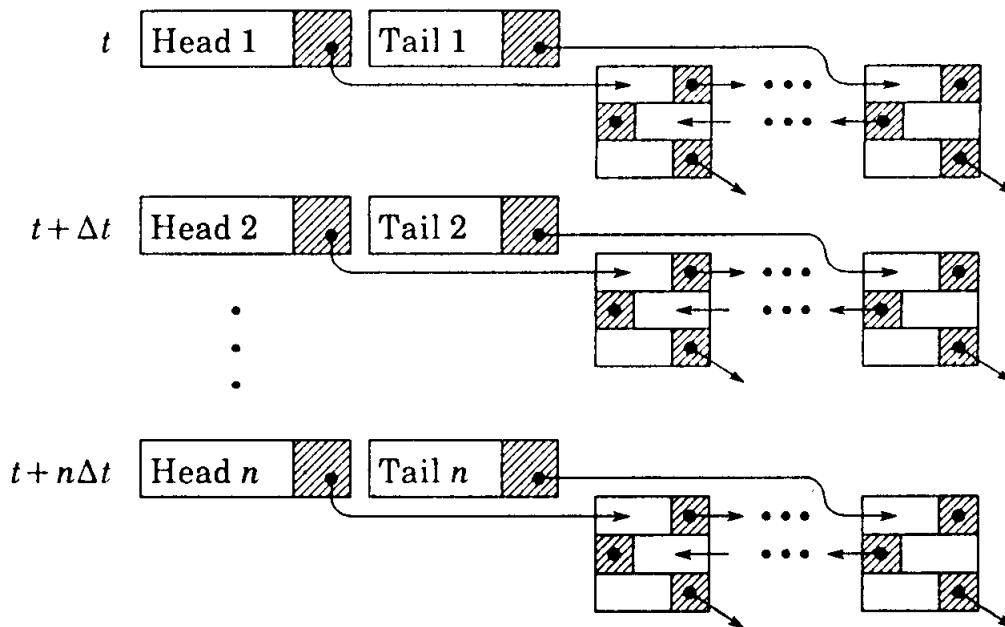 t Head 1 Tail 1
t + Δt Head 2 Tail 2
t + nΔt Head n Tail n